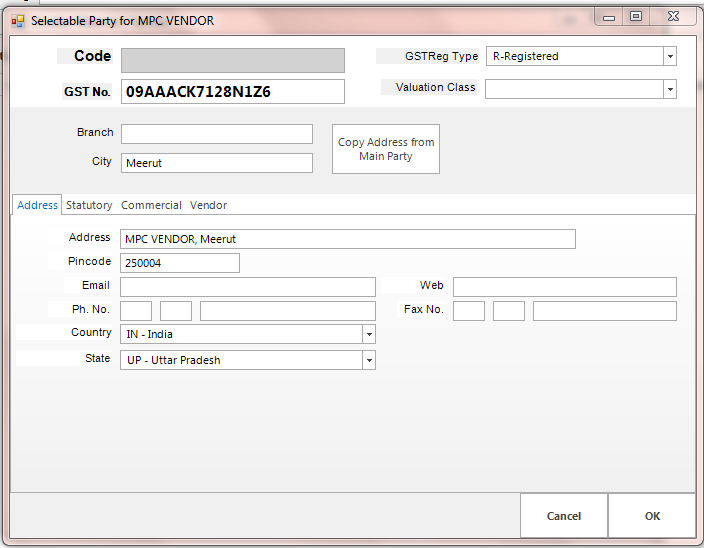 Selectable Party for MPC VENDOR
Code
GSTReg Type R-Registered
GST No. 09AAACK7128N1Z6
Valuation Class
Branch
City Meerut
Copy Address from
Main Party
Address Statutory Commercial Vendor
Address MPC VENDOR, Meerut
Pincode 250004
Email Web
Ph. No. Fax No.
Country IN - India
State UP - Uttar Pradesh
Cancel OK